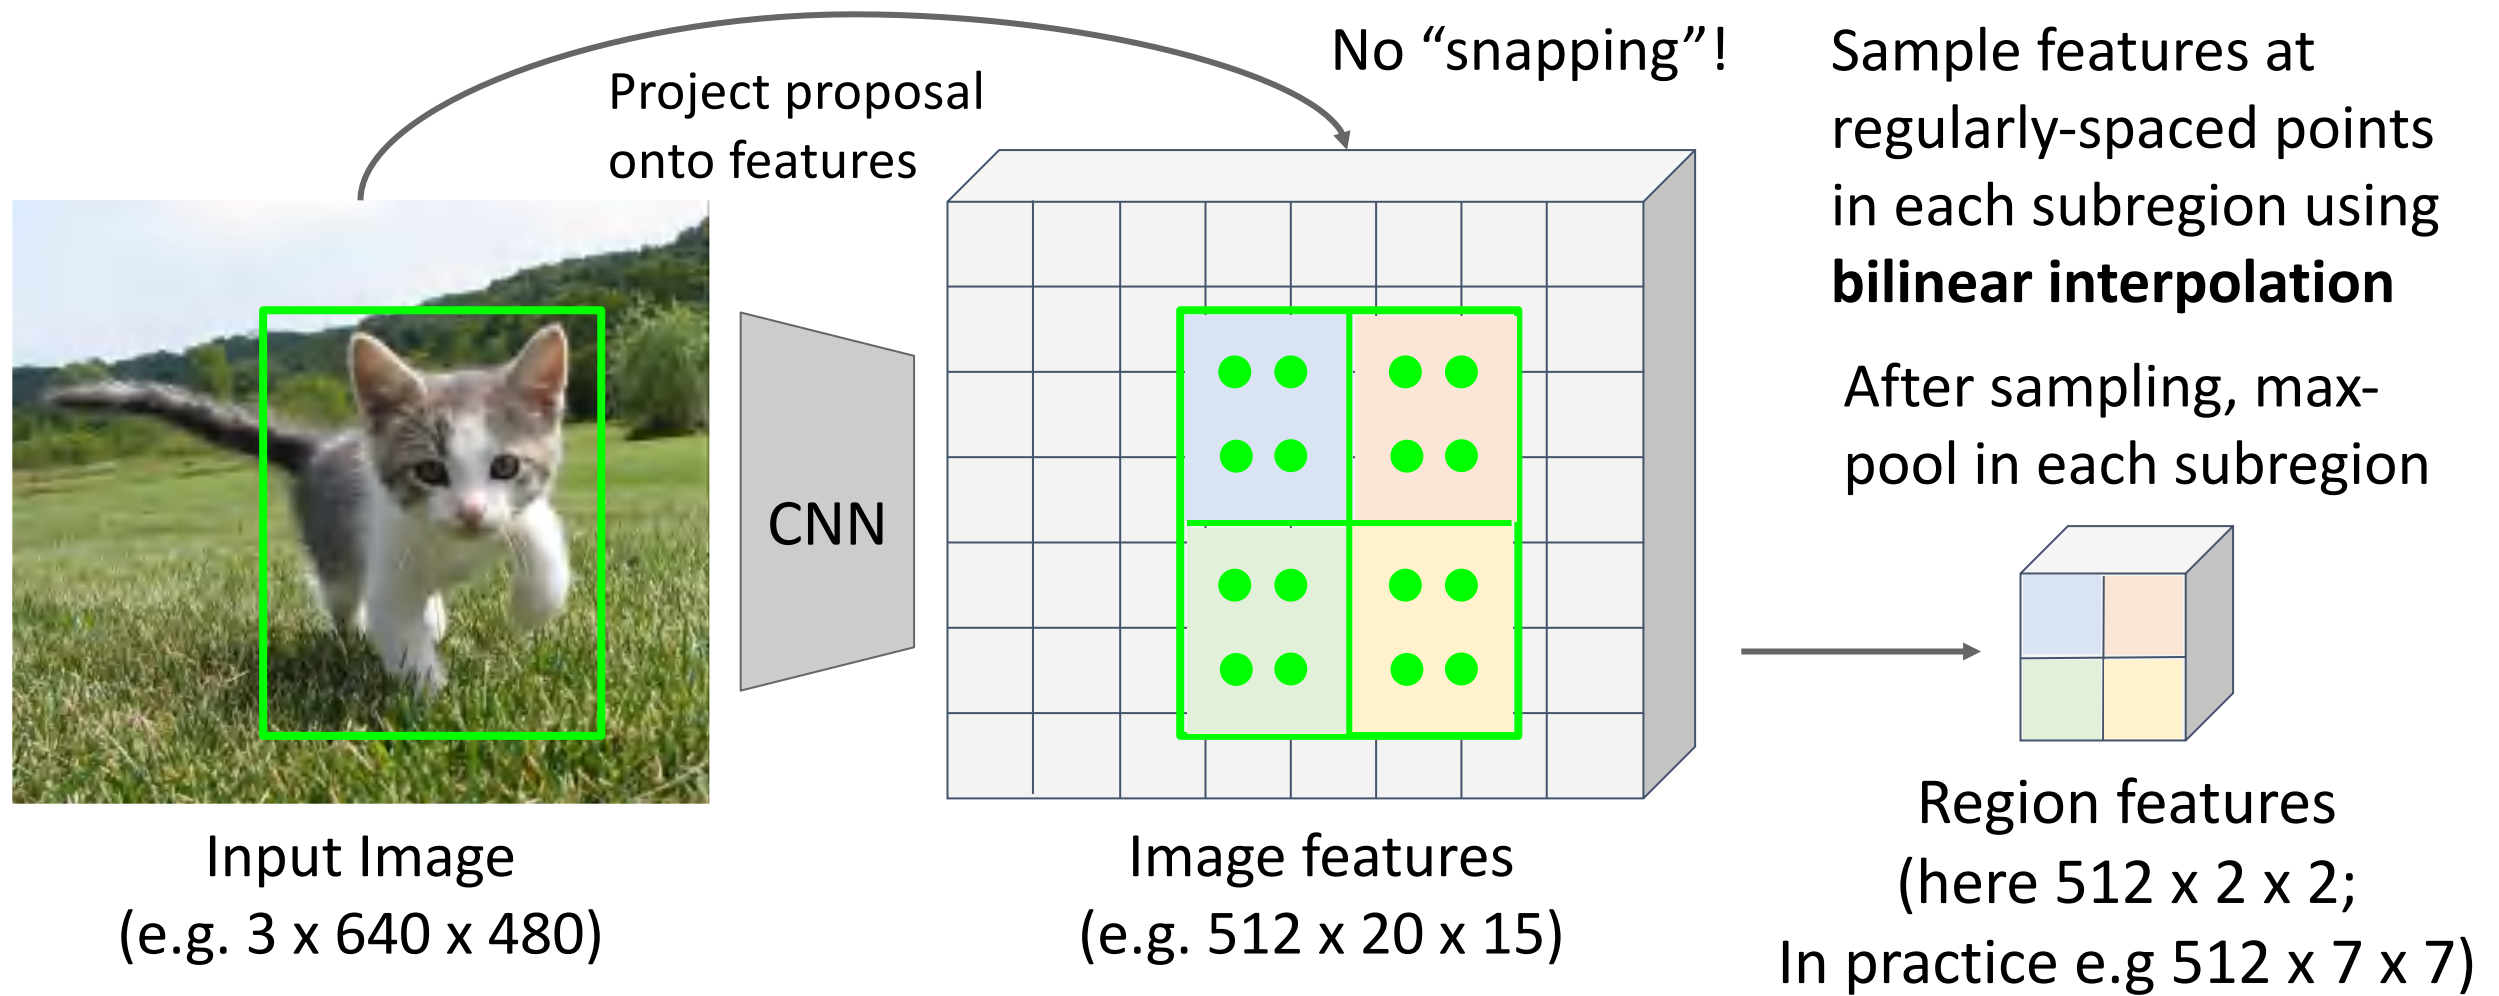 Project proposal
onto features
No “snapping”!
Sample features at
regularly-spaced points
in each subregion using
bilinear interpolation
After sampling, max-
pool in each subregion
CNN
Input Image
(e.g. 3 x 640 x 480)
Image features
(e.g. 512 x 20 x 15)
Region features
(here 512 x 2 x 2;
In practice e.g 512 x 7 x 7)